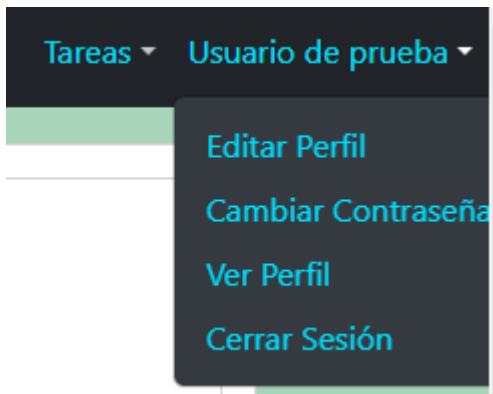 Tareas Usuario de prueba
Editar Perfil
Cambiar Contraseña
Ver Perfil
Cerrar Sesión